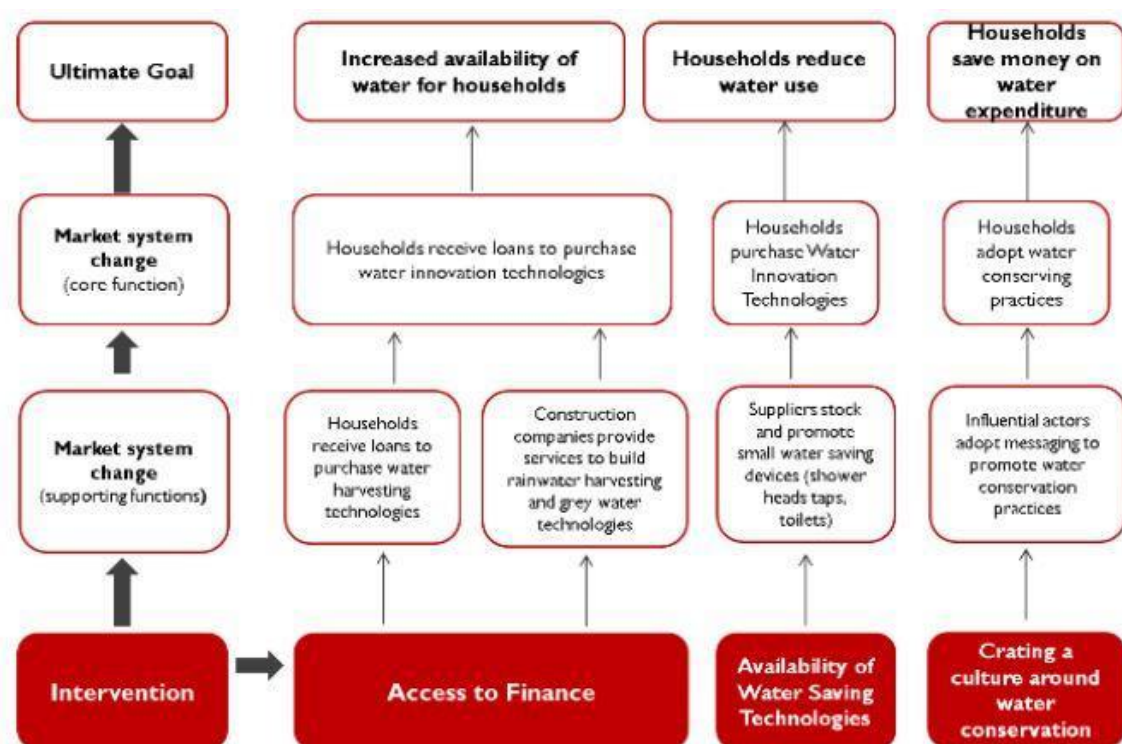 Ultimate Goal
Increased availability of
water for households
Households reduce
water use
Households
save money on
water
expenditure
Market system
change
(core function)
Households receive loans to purchase
water innovation technologies
Households
purchase Water
Innovation
Technologies
Households
adopt water
conserving
practices
Market system
change
(supporting functions)
Households
receive loans to
purchase water
harvesting
technologies
Construction
companies provide
services to build
rainwater harvesting
and grey water
technologies
Suppliers stock
and promote
small water saving
devices (shower
heads taps,
toilets)
Influential actors
adopt messaging to
promote water
conservation
practices
Intervention
Access to Finance
Availability of
Water Saving
Technologies
Crating a
culture around
water
conservation